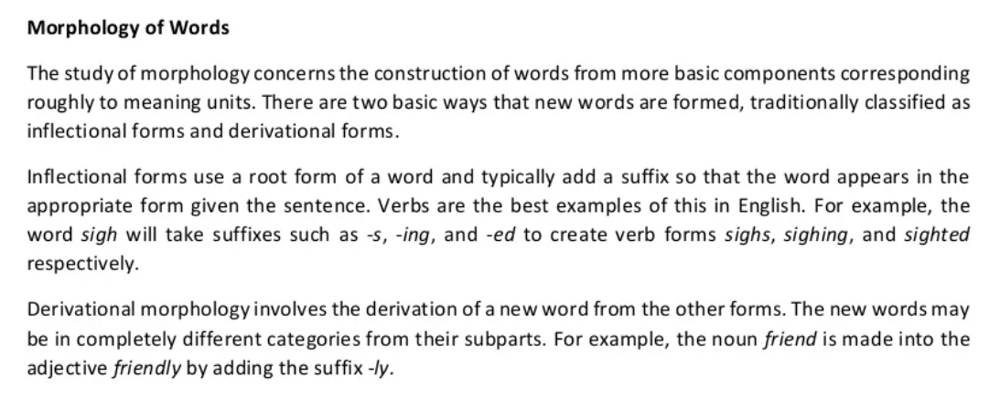 Morphology of Words
The study of morphology concerns the construction of words from more basic components corresponding
roughly to meaning units. There are two basic ways that new words are formed, traditionally classified as
inflectional forms and derivational forms.
Inflectional forms use a root form of a word and typically add a suffix so that the word appears in the
appropriate form given the sentence. Verbs are the best examples of this in English. For example, the
word sigh will take suffixes such as -s, -ing, and -ed to create verb forms sighs, sighing, and sighted
respectively.
Derivational morphology involves the derivation of a new word from the other forms. The new words may
be in completely different categories from their subparts. For example, the noun friend is made into the
adjective friendly by adding the suffix -ly.